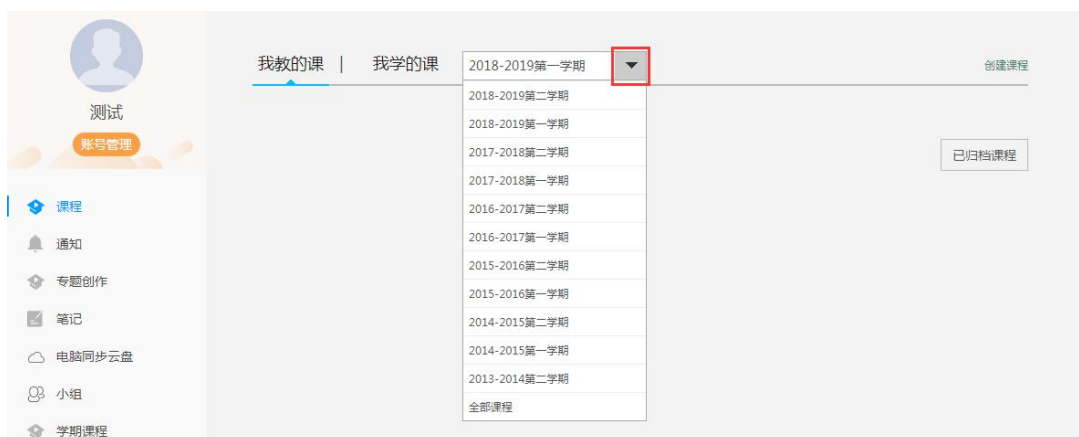 我教的课 | 我学的课 2018-2019第一学期
创建课程
2018-2019第二学期
2018-2019第一学期
2017-2018第二学期
2017-2018第一学期
2016-2017第二学期
2016-2017第一学期
2015-2016第二学期
2015-2016第一学期
2014-2015第二学期
2014-2015第一学期
2013-2014第二学期
全部课程
已归档课程
测试
账号管理
课程
通知
专题创作
笔记
电脑同步云盘
小组
学期课程